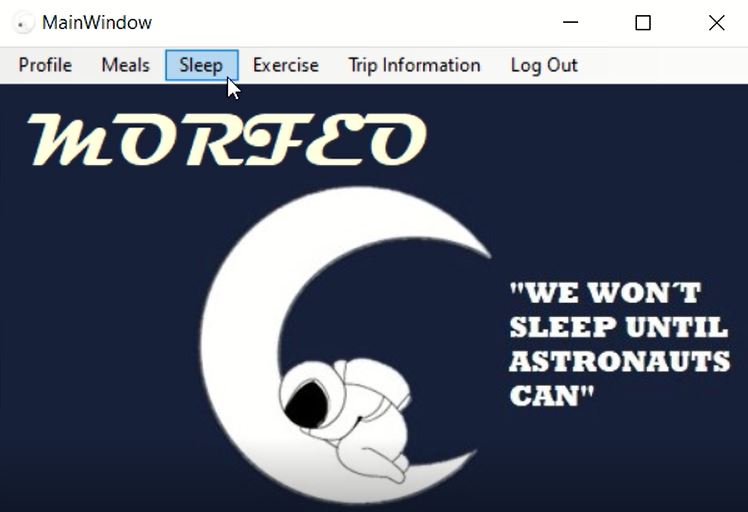 MainWindow
Profile Meals Sleep Exercise Trip Information Log Out
MORFEO
"WE WON´T
SLEEP UNTIL
ASTRONAUTS
CAN"